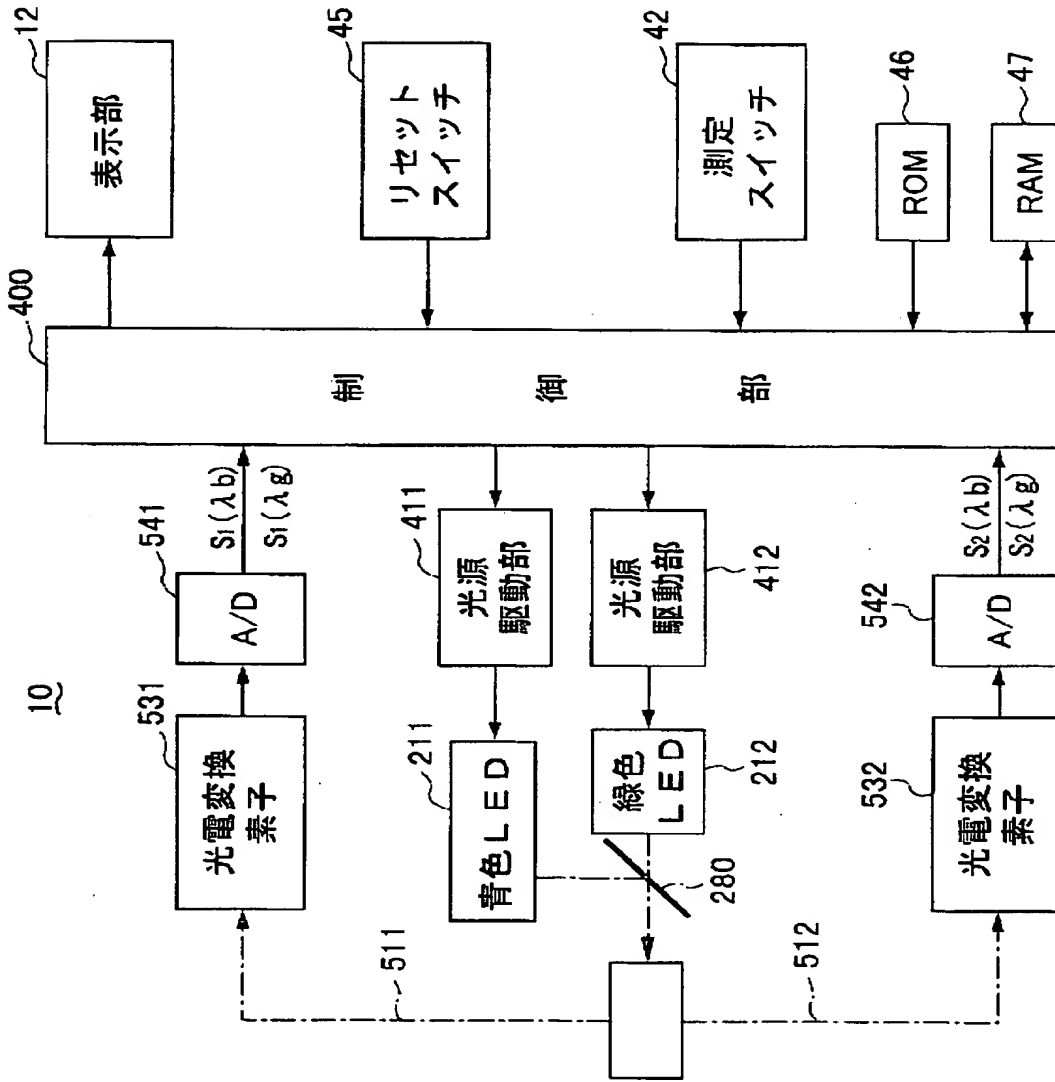 10
光電変換
素子
531
A/D
541
S1(λb)
S1(λg)
400
制御部
表示部
12
リセット
スイッチ
45
測定
スイッチ
42
ROM
46
RAM
47
青色LED
211
光源
駆動部
411
緑色
LED
212
光源
駆動部
412
280
511
512
光電変換
素子
532
A/D
542
S2(λb)
S2(λg)